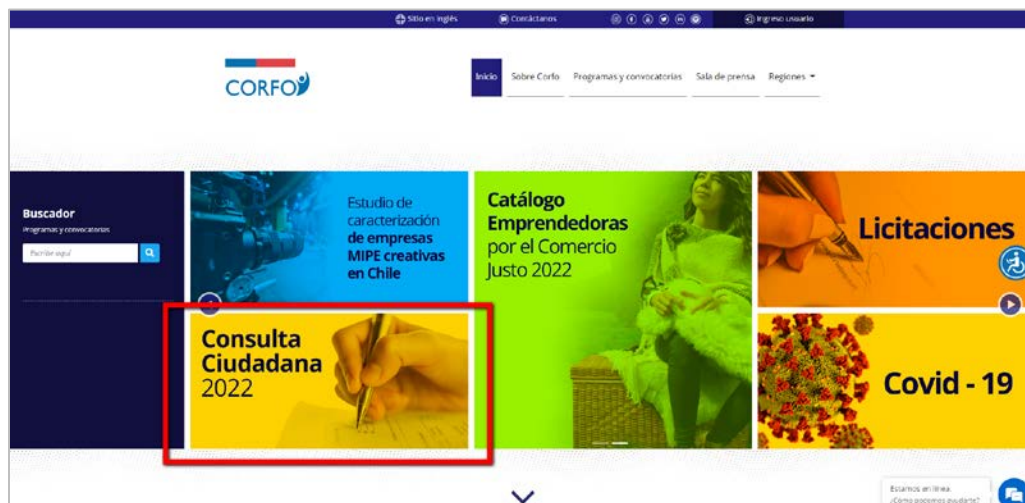 Sitio en inglés
Contáctanos
Ingreso usuario
CORFO
Inicio
Sobre Corfo
Programas y convocatorias
Sala de prensa
Regiones
Buscador
Programas y convocatorias
Escribe aquí
Estudio de
caracterización
de empresas
MIPE creativas
en Chile
Consulta
Ciudadana
2022
Catálogo
Emprendedoras
por el Comercio
Justo 2022
Licitaciones
Covid - 19
Estamos en línea
¿Cómo podemos ayudarte?